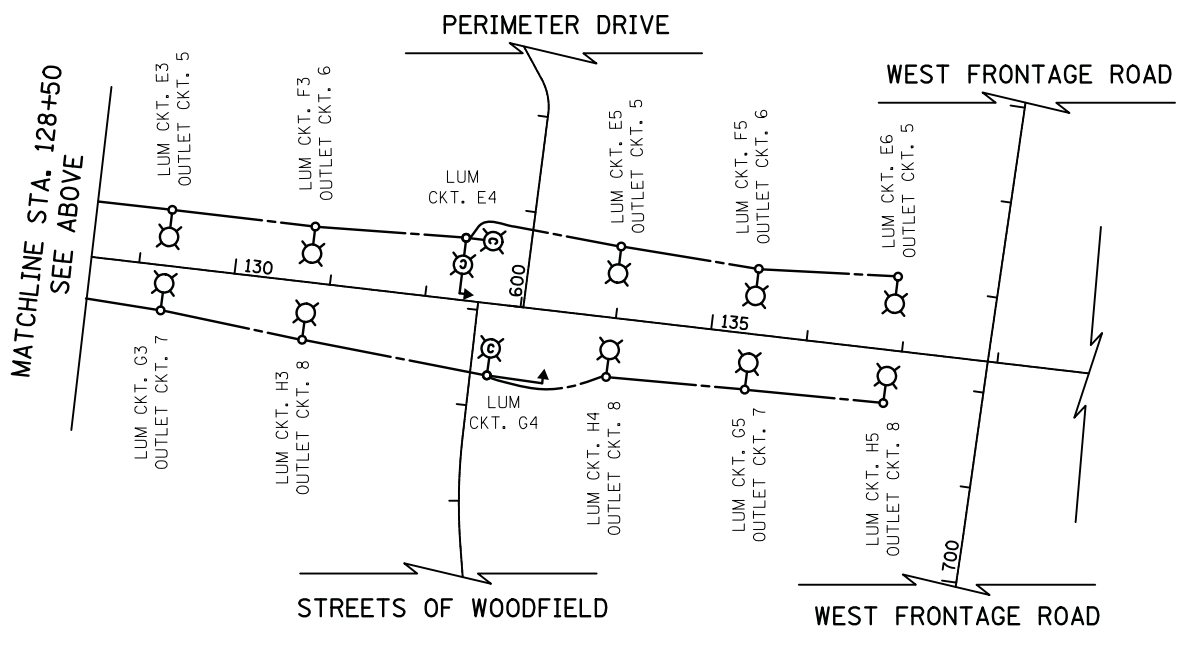 PERIMETER DRIVE
WEST FRONTAGE ROAD
MATCHLINE STA. 128+50
SEE ABOVE
LUM CKT. E3
OUTLET CKT. 5
LUM CKT. F3
OUTLET CKT. 6
LUM
CKT. E4
LUM CKT. E5
OUTLET CKT. 5
LUM CKT. F5
OUTLET CKT. 6
LUM CKT. E6
OUTLET CKT. 5
C
C
130
600
135
C
LUM CKT. G3
OUTLET CKT. 7
LUM CKT. H3
OUTLET CKT. 8
LUM
CKT. G4
LUM CKT. H4
OUTLET CKT. 8
LUM CKT. G5
OUTLET CKT. 7
LUM CKT. H5
OUTLET CKT. 8
700
STREETS OF WOODFIELD
WEST FRONTAGE ROAD